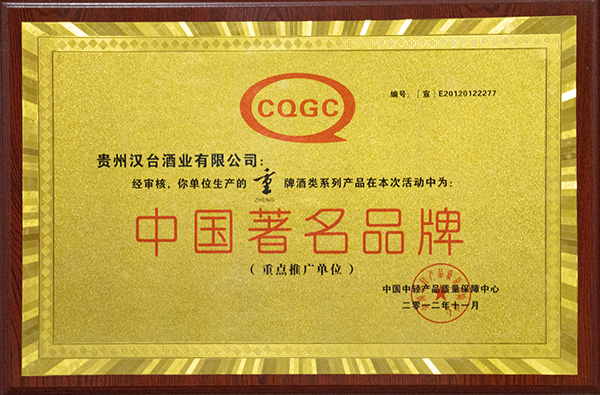 CQGC
编号:〔宣〕E20120122277
贵州汉台酒业有限公司:
经审核，你单位生产的 重 牌酒类系列产品在本次活动中为:
ZHONG
中国著名品牌
(重点推广单位)
中国中轻产品质量保障中心
二零一二年十一月